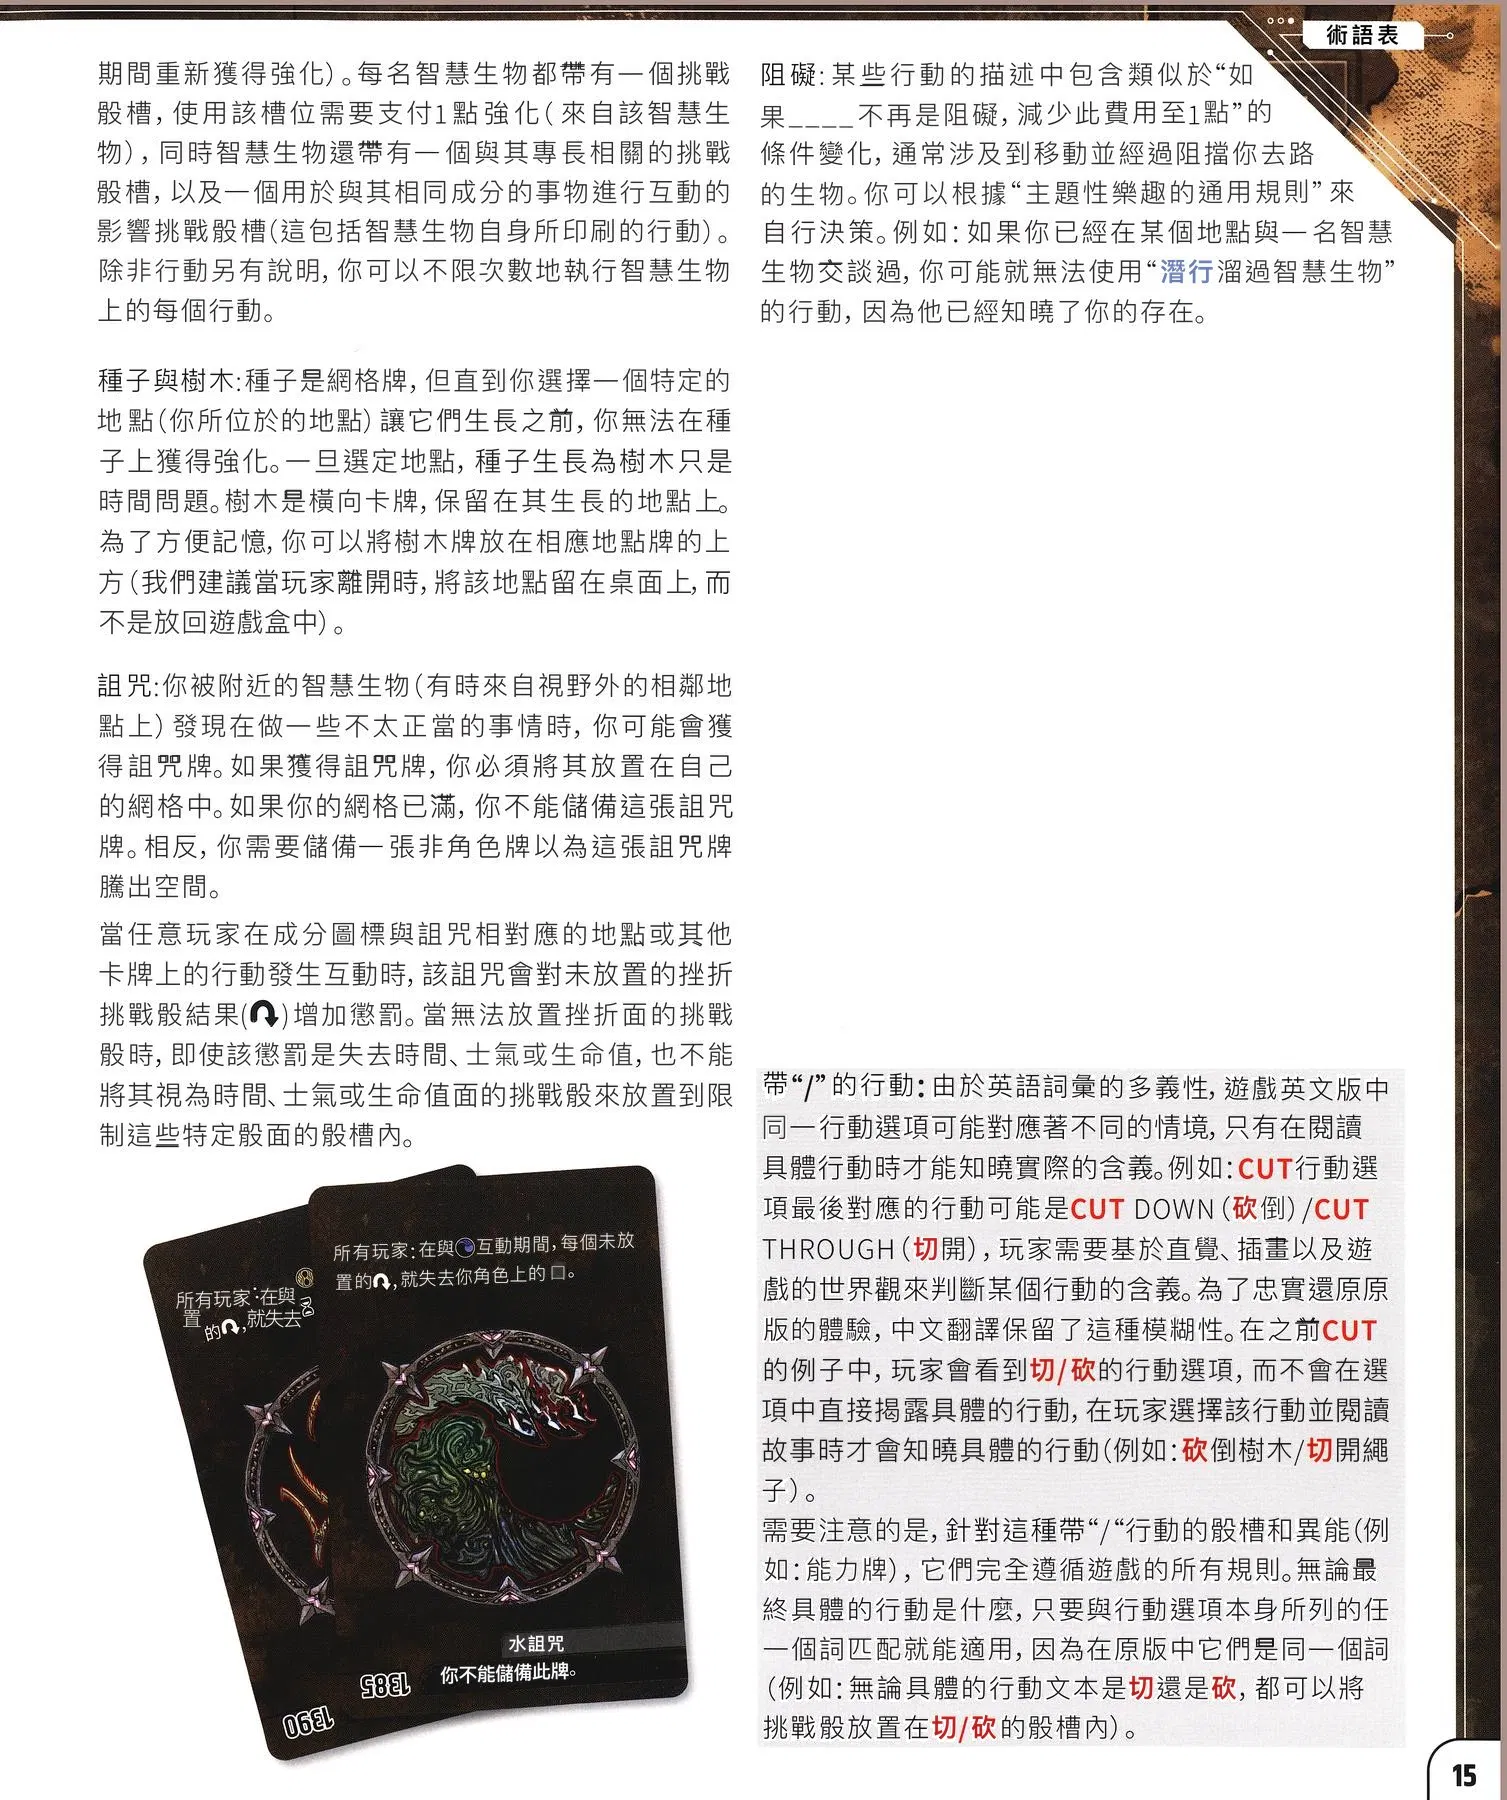 術語表
期間重新獲得強化)。每名智慧生物都帶有一個挑戰
骰槽,使用該槽位需要支付1點強化(來自該智慧生
物),同時智慧生物還帶有一個與其專長相關的挑戰
骰槽,以及一個用於與其相同成分的事物進行互動的
影響挑戰骰槽(這包括智慧生物自身所印刷的行動)。
除非行動另有說明,你可以不限次數地執行智慧生物
上的每個行動。
種子與樹木:種子是網格牌,但直到你選擇一個特定的
地點(你所位於的地點)讓它們生長之前,你無法在種
子上獲得強化。一旦選定地點,種子生長為樹木只是
時間問題。樹木是橫向卡牌,保留在其生長的地點上。
為了方便記憶,你可以將樹木牌放在相應地點牌的上
方(我們建議當玩家離開時,將該地點留在桌面上,而
不是放回遊戲盒中)。
詛咒:你被附近的智慧生物(有時來自視野外的相鄰地
點上)發現在做一些不太正當的事情時,你可能會獲
得詛咒牌。如果獲得詛咒牌,你必須將其放置在自己
的網格中。如果你的網格已滿,你不能儲備這張詛咒
牌。相反,你需要儲備一張非角色牌以為這張詛咒牌
騰出空間。
當任意玩家在成分圖標與詛咒相對應的地點或其他
卡牌上的行動發生互動時,該詛咒會對未放置的挫折
挑戰骰結果()增加懲罰。當無法放置挫折面的挑戰
骰時,即使該懲罰是失去時間、士氣或生命值,也不能
將其視為時間、士氣或生命值面的挑戰骰來放置到限
制這些特定骰面的骰槽內。
所有玩家:在與
置的,就失去
1390
所有玩家:在與互動期間,每個未放
置的,就失去你角色上的□。
水詛咒
你不能儲備此牌。
1385
阻礙:某些行動的描述中包含類似於“如
果____不再是阻礙,減少此費用至1點”的
條件變化,通常涉及到移動並經過阻擋你去路
的生物。你可以根據“主題性樂趣的通用規則”來
自行決策。例如:如果你已經在某個地點與一名智慧
生物交談過,你可能就無法使用“潛行溜過智慧生物”
的行動,因為他已經知曉了你的存在。
帶“/”的行動:由於英語詞彙的多義性,遊戲英文版中
同一行動選項可能對應著不同的情境,只有在閱讀
具體行動時才能知曉實際的含義。例如:CUT行動選
項最後對應的行動可能是CUT DOWN(砍倒)/CUT
THROUGH(切開),玩家需要基於直覺、插畫以及遊
戲的世界觀來判斷某個行動的含義。為了忠實還原原
版的體驗,中文翻譯保留了這種模糊性。在之前CUT
的例子中,玩家會看到切/砍的行動選項,而不會在選
項中直接揭露具體的行動,在玩家選擇該行動並閱讀
故事時才會知曉具體的行動(例如:砍倒樹木/切開繩
子)。
需要注意的是,針對這種帶“/“行動的骰槽和異能(例
如:能力牌),它們完全遵循遊戲的所有規則。無論最
終具體的行動是什麼,只要與行動選項本身所列的任
一個詞匹配就能適用,因為在原版中它們是同一個詞
(例如:無論具體的行動文本是切還是砍,都可以將
挑戰骰放置在切/砍的骰槽內)。
15